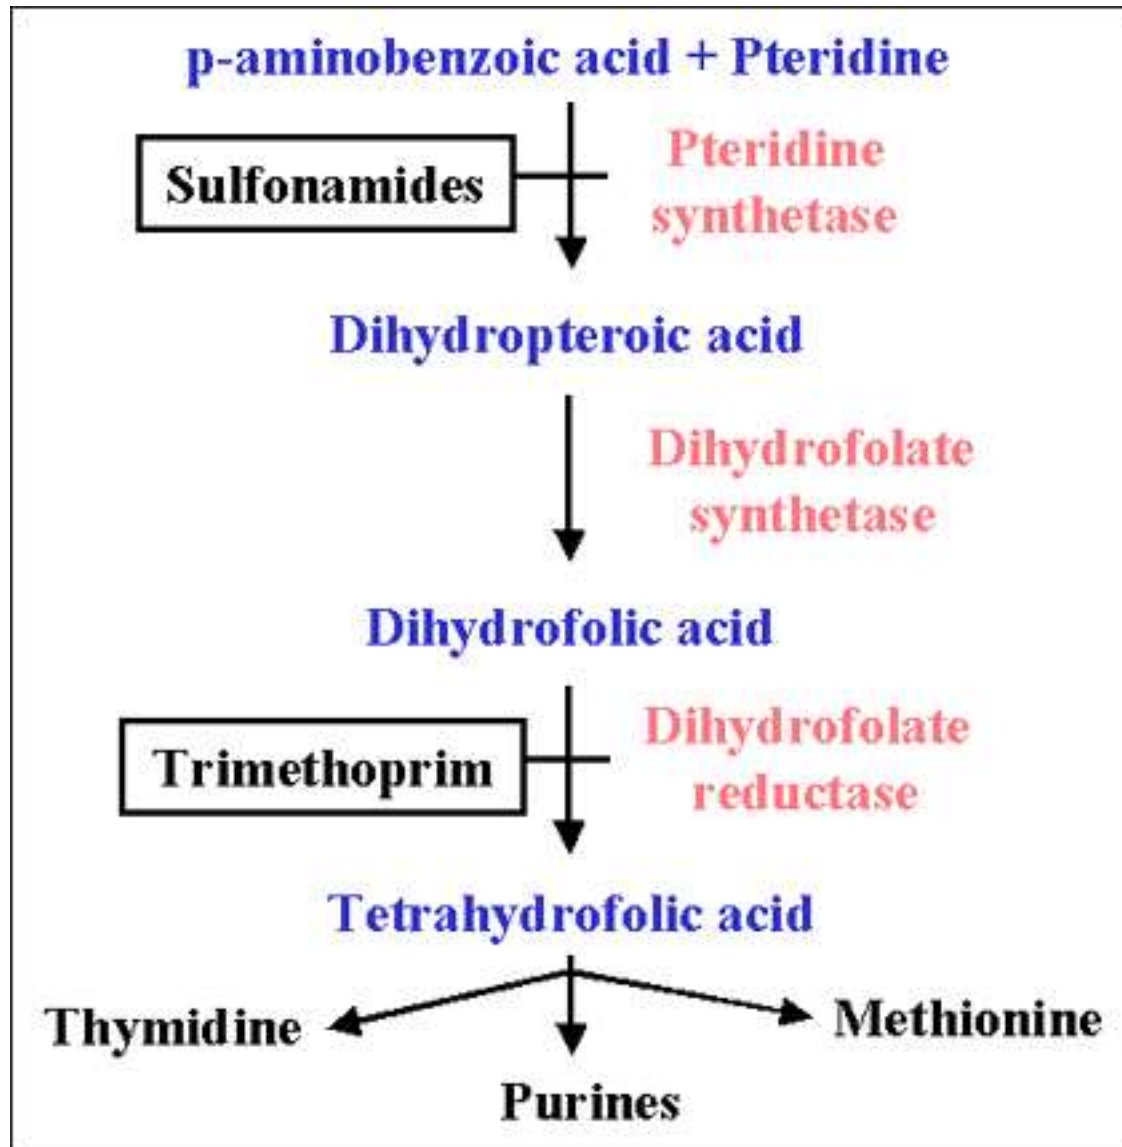 p-aminobenzoic acid + Pteridine
Sulfonamides
Pteridine
synthetase
Dihydropteroic acid
Dihydrofolate
synthetase
Dihydrofolic acid
Trimethoprim
Dihydrofolate
reductase
Tetrahydrofolic acid
Thymidine
Methionine
Purines